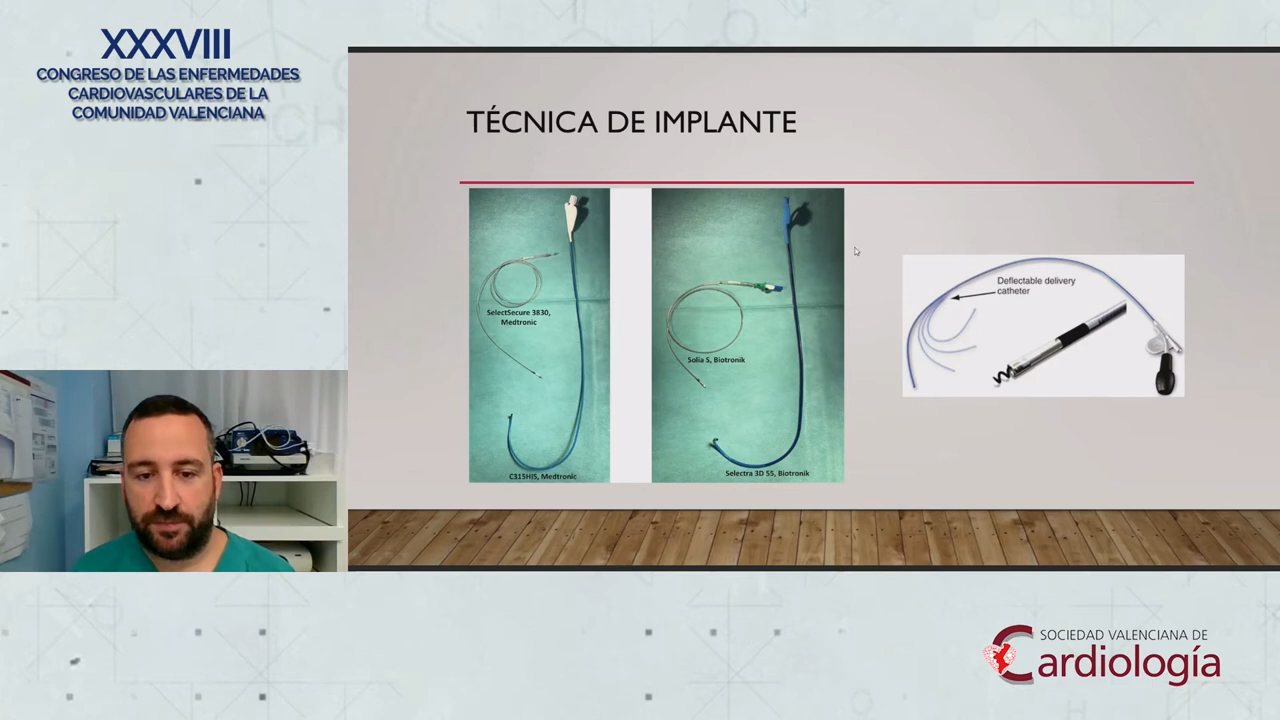 XXXVIII
CONGRESO DE LAS ENFERMEDADES
CARDIOVASCULARES DE LA
COMUNIDAD VALENCIANA
TÉCNICA DE IMPLANTE
SelectSecure 3830,
Medtronic
C315HIS, Medtronic
Solia S, Biotronik
Selectra 3D 55, Biotronik
Deflectable delivery
catheter
SOCIEDAD VALENCIANA DE
Cardiología